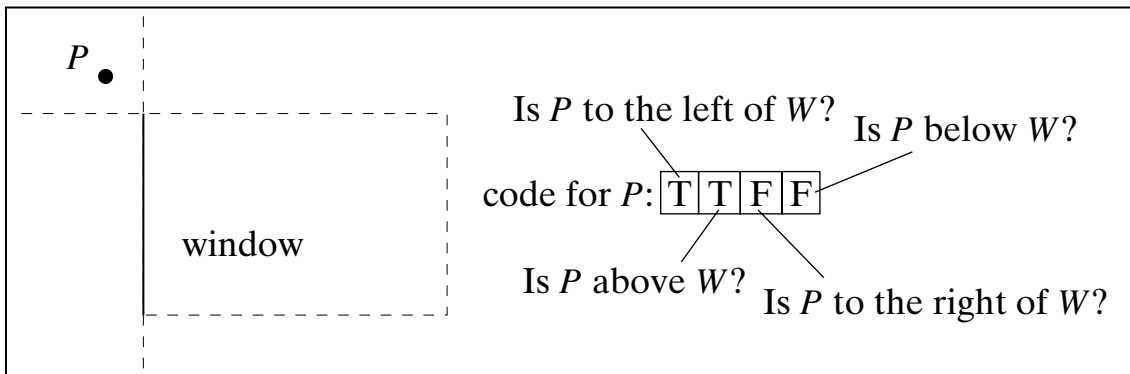 P
Is P to the left of W?
Is P below W?
code for P: T T F F
window
Is P above W?
Is P to the right of W?